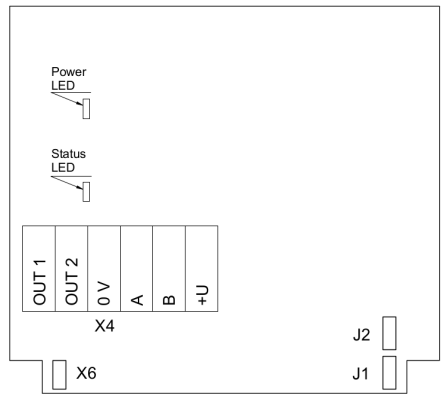 Power
LED
Status
LED
OUT 1
OUT 2
0 V
A
B
+U
X4
J2
X6
J1